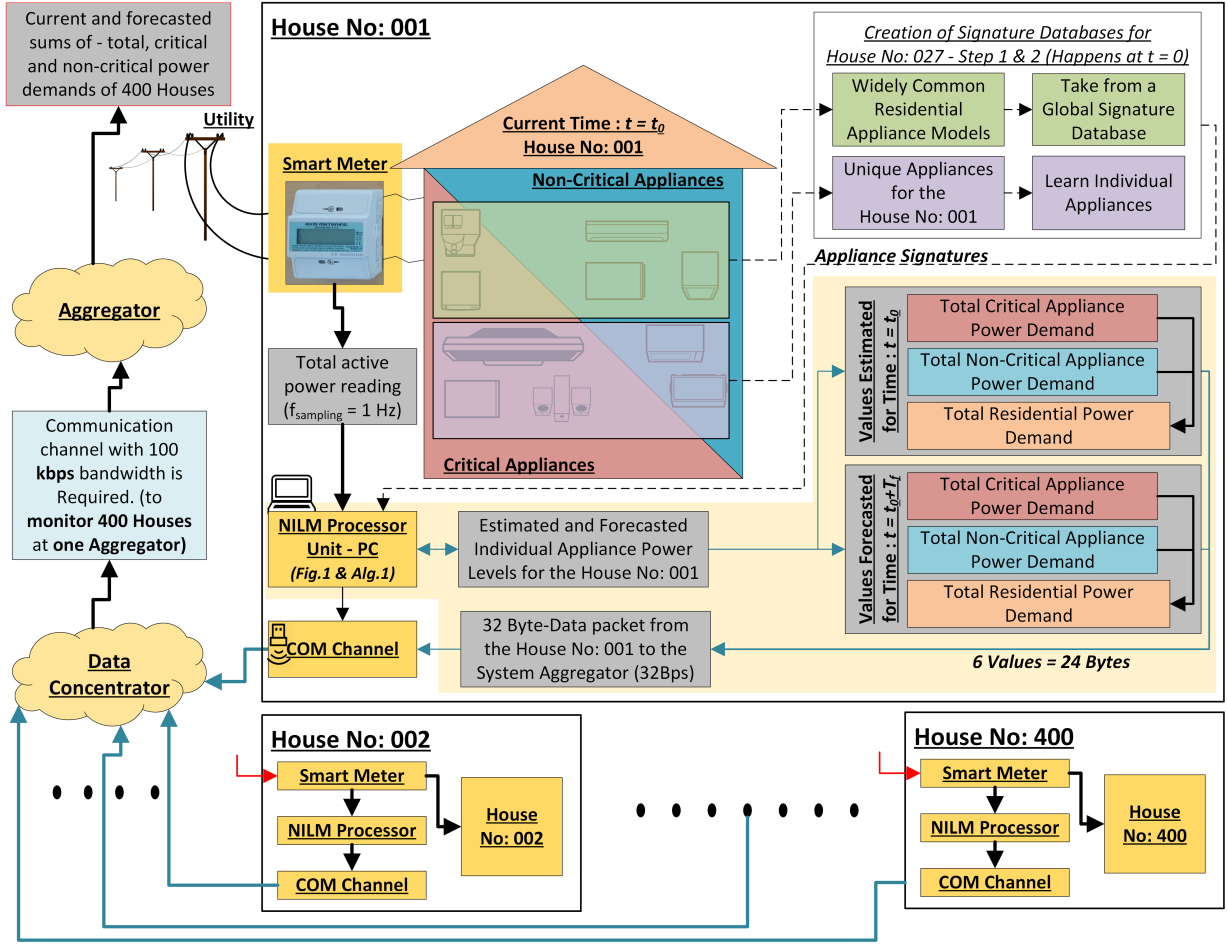 Current and forecasted
sums of - total, critical
and non-critical power
demands of 400 Houses
Utility
Aggregator
Communication
channel with 100
kbps bandwidth is
Required. (to
monitor 400 Houses
at one Aggregator)
Data
Concentrator
House No: 001
Smart Meter
Current Time : t = t0
House No: 001
Non-Critical Appliances
Critical Appliances
Creation of Signature Databases for
House No: 027 - Step 1 & 2 (Happens at t = 0)
Widely Common
Residential
Appliance Models
Take from a
Global Signature
Database
Unique Appliances
for the
House No: 001
Learn Individual
Appliances
Appliance Signatures
Total active
power reading
(fsampling = 1 Hz)
NILM Processor
Unit - PC
(Fig.1 & Alg.1)
Estimated and Forecasted
Individual Appliance Power
Levels for the House No: 001
Values Estimated
for Time : t = t0
Total Critical Appliance
Power Demand
Total Non-Critical Appliance
Power Demand
Total Residential Power
Demand
Values Forecasted
for Time : t = t0+Tf
Total Critical Appliance
Power Demand
Total Non-Critical Appliance
Power Demand
Total Residential Power
Demand
COM Channel
32 Byte-Data packet from
the House No: 001 to the
System Aggregator (32Bps)
6 Values = 24 Bytes
House No: 002
Smart Meter
NILM Processor
COM Channel
House
No: 002
House No: 400
Smart Meter
NILM Processor
COM Channel
House
No: 400